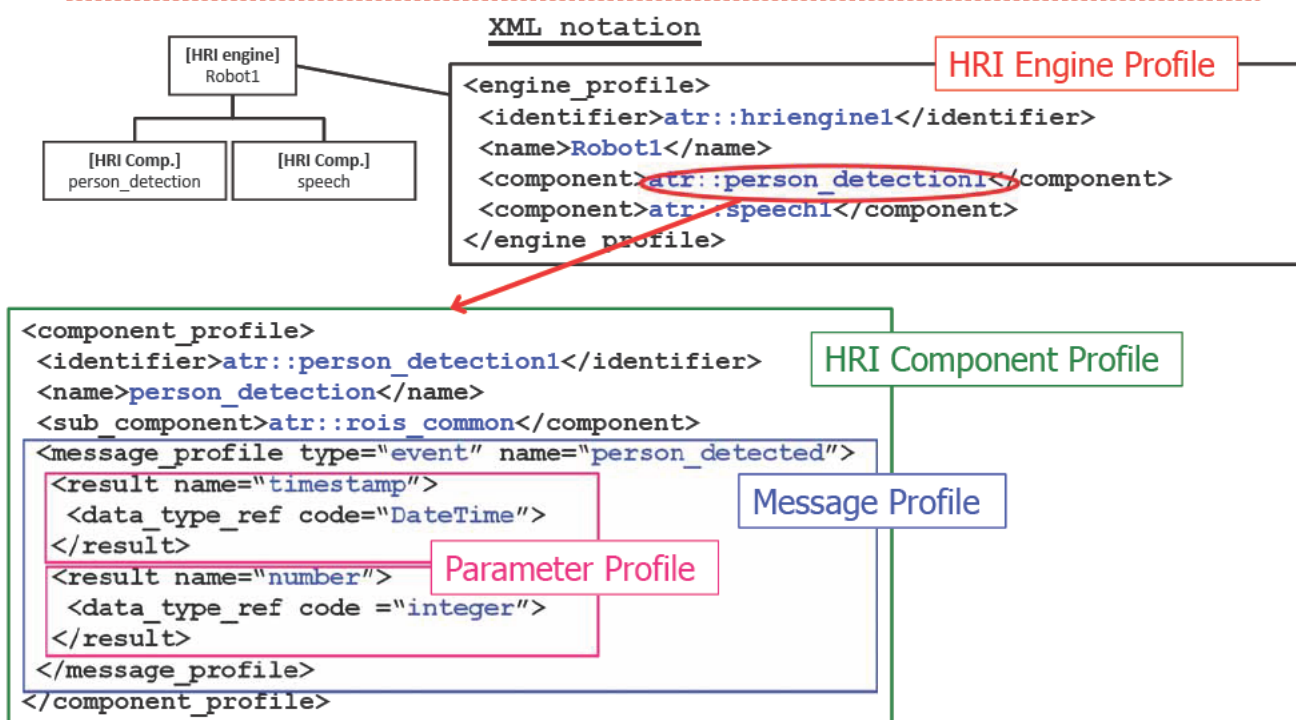 XML notation
[HRI engine]
Robot1
[HRI Comp.]
person_detection
[HRI Comp.]
speech
HRI Engine Profile
<engine_profile>
<identifier>atr::hriengine1</identifier>
<name>Robot1</name>
<component>atr::person_detection1</component>
<component>atr::speech1</component>
</engine_profile>
<component_profile>
<identifier>atr::person_detection1</identifier>
<name>person_detection</name>
<sub_component>atr::rois_common</component>
<message_profile type="event" name="person_detected">
<result name="timestamp">
<data_type_ref code="DateTime">
</result>
<result name="number">
<data_type_ref code ="integer">
</result>
</message_profile>
</component_profile>
HRI Component Profile
Message Profile
Parameter Profile